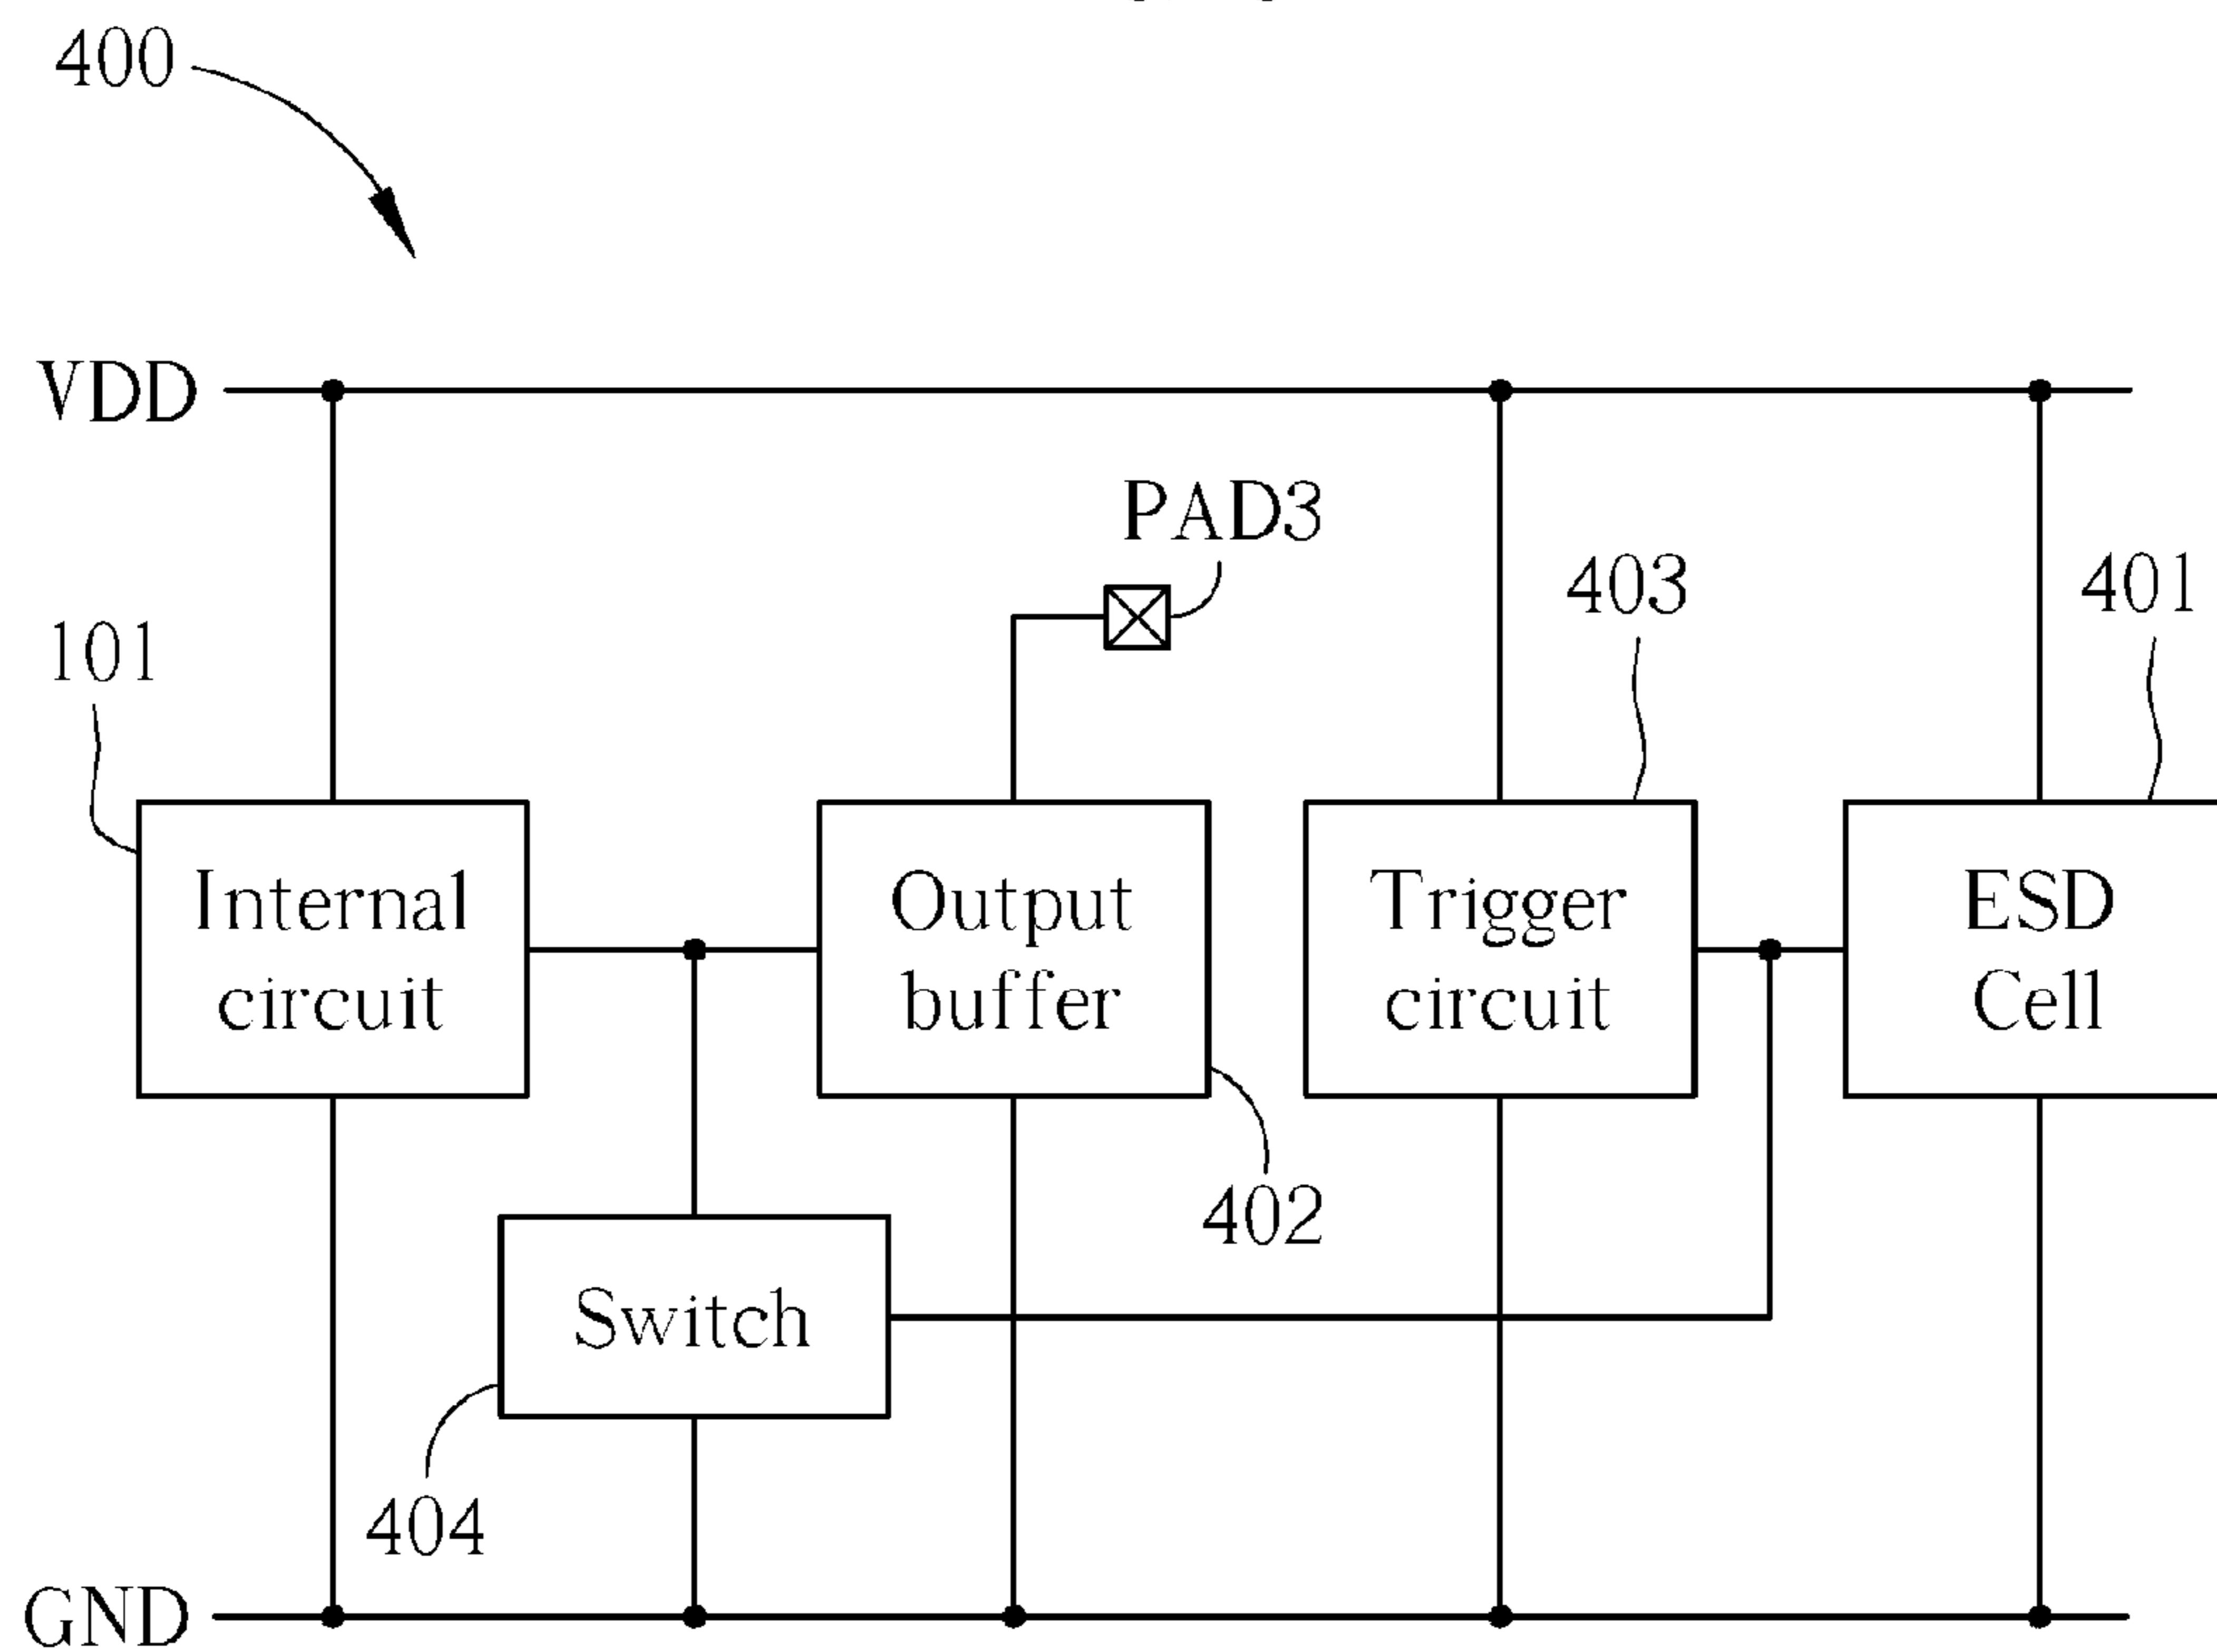 400
VDD
PAD3
403
401
101
Internal
circuit
Output
buffer
Trigger
circuit
ESD
Cell
402
Switch
404
GND